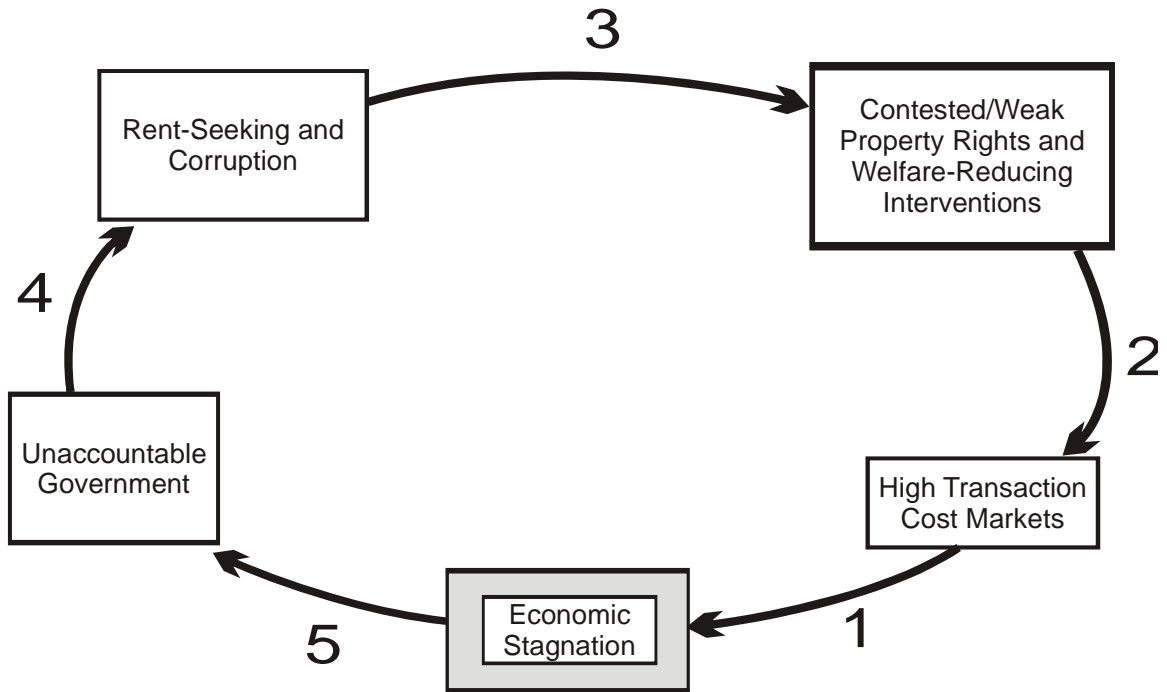 3
Rent-Seeking and
Corruption
Contested/Weak
Property Rights and
Welfare-Reducing
Interventions
4
2
Unaccountable
Government
High Transaction
Cost Markets
Economic
Stagnation
5
1